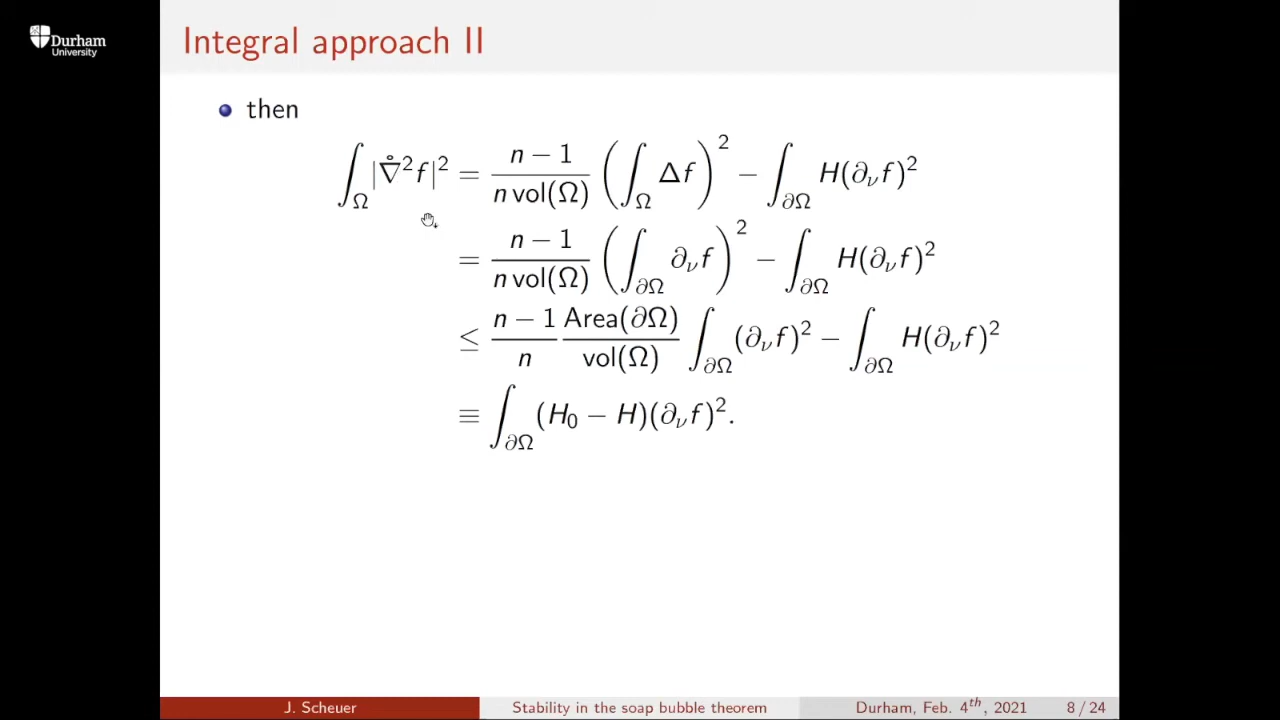 Durham
University
Integral approach II
then
∫_Ω |∇̊²f|² = (n − 1)/(n vol(Ω)) (∫_Ω Δf)² − ∫_∂Ω H(∂_ν f)²
= (n − 1)/(n vol(Ω)) (∫_∂Ω ∂_ν f)² − ∫_∂Ω H(∂_ν f)²
≤ (n − 1)/n Area(∂Ω)/vol(Ω) ∫_∂Ω (∂_ν f)² − ∫_∂Ω H(∂_ν f)²
≡ ∫_∂Ω (H₀ − H)(∂_ν f)².
J. Scheuer Stability in the soap bubble theorem Durham, Feb. 4th, 2021 8 / 24